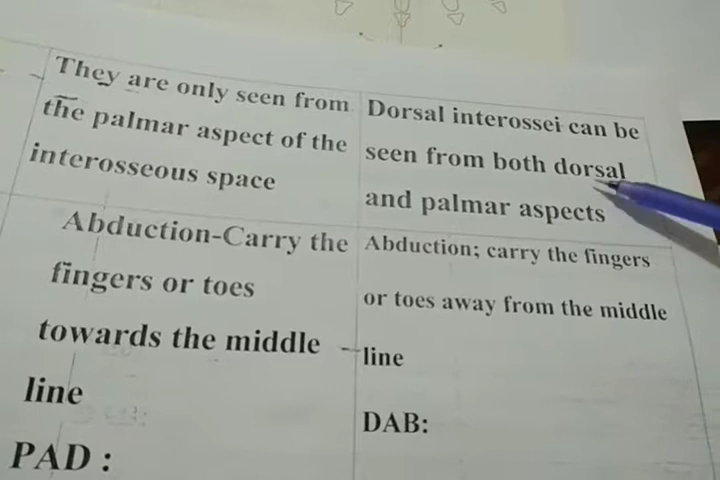 They are only seen from
the palmar aspect of the
interosseous space
Dorsal interossei can be
seen from both dorsal
and palmar aspects
Abduction-Carry the
fingers or toes
towards the middle
line
PAD :
Abduction; carry the fingers
or toes away from the middle
line
DAB: